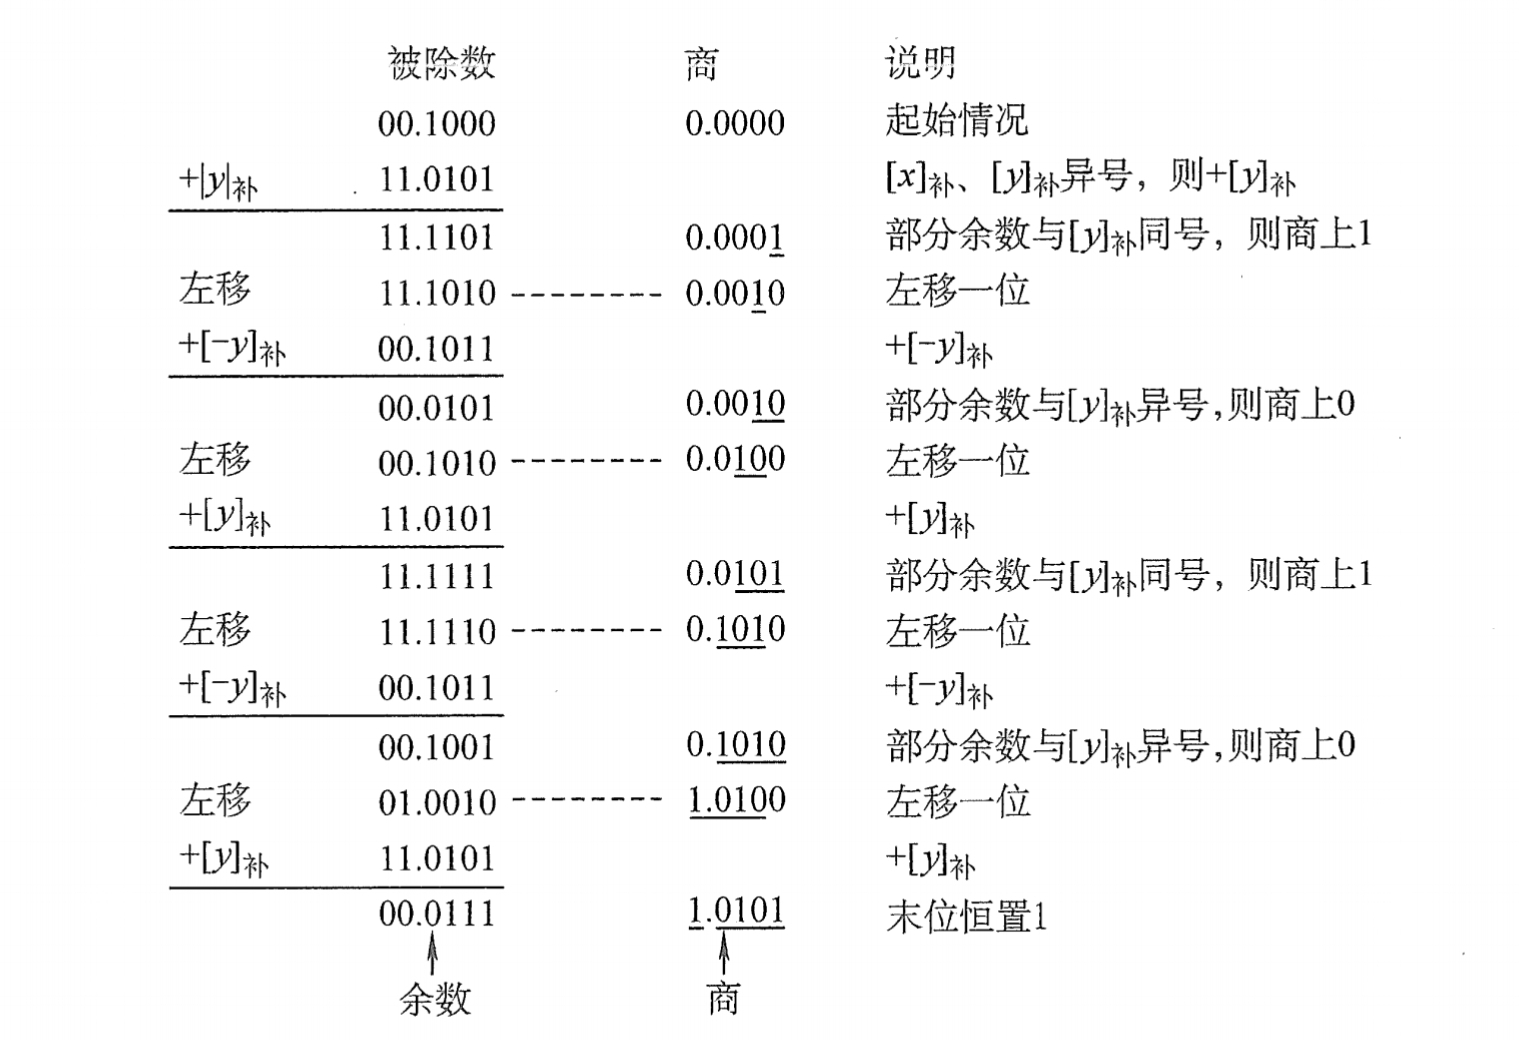 被除数 商 说明
00.1000 0.0000 起始情况
+|y|补 11.0101 [x]补、[y]补异号，则+[y]补
11.1101 0.0001 部分余数与[y]补同号，则商上1
左移 11.1010 -------- 0.0010 左移一位
+[-y]补 00.1011 +[-y]补
00.0101 0.0010 部分余数与[y]补异号,则商上0
左移 00.1010 -------- 0.0100 左移一位
+[y]补 11.0101 +[y]补
11.1111 0.0101 部分余数与[y]补同号，则商上1
左移 11.1110 -------- 0.1010 左移一位
+[-y]补 00.1011 +[-y]补
00.1001 0.1010 部分余数与[y]补异号,则商上0
左移 01.0010 -------- 1.0100 左移一位
+[y]补 11.0101 +[y]补
00.0111 1.0101 末位恒置1
余数 商